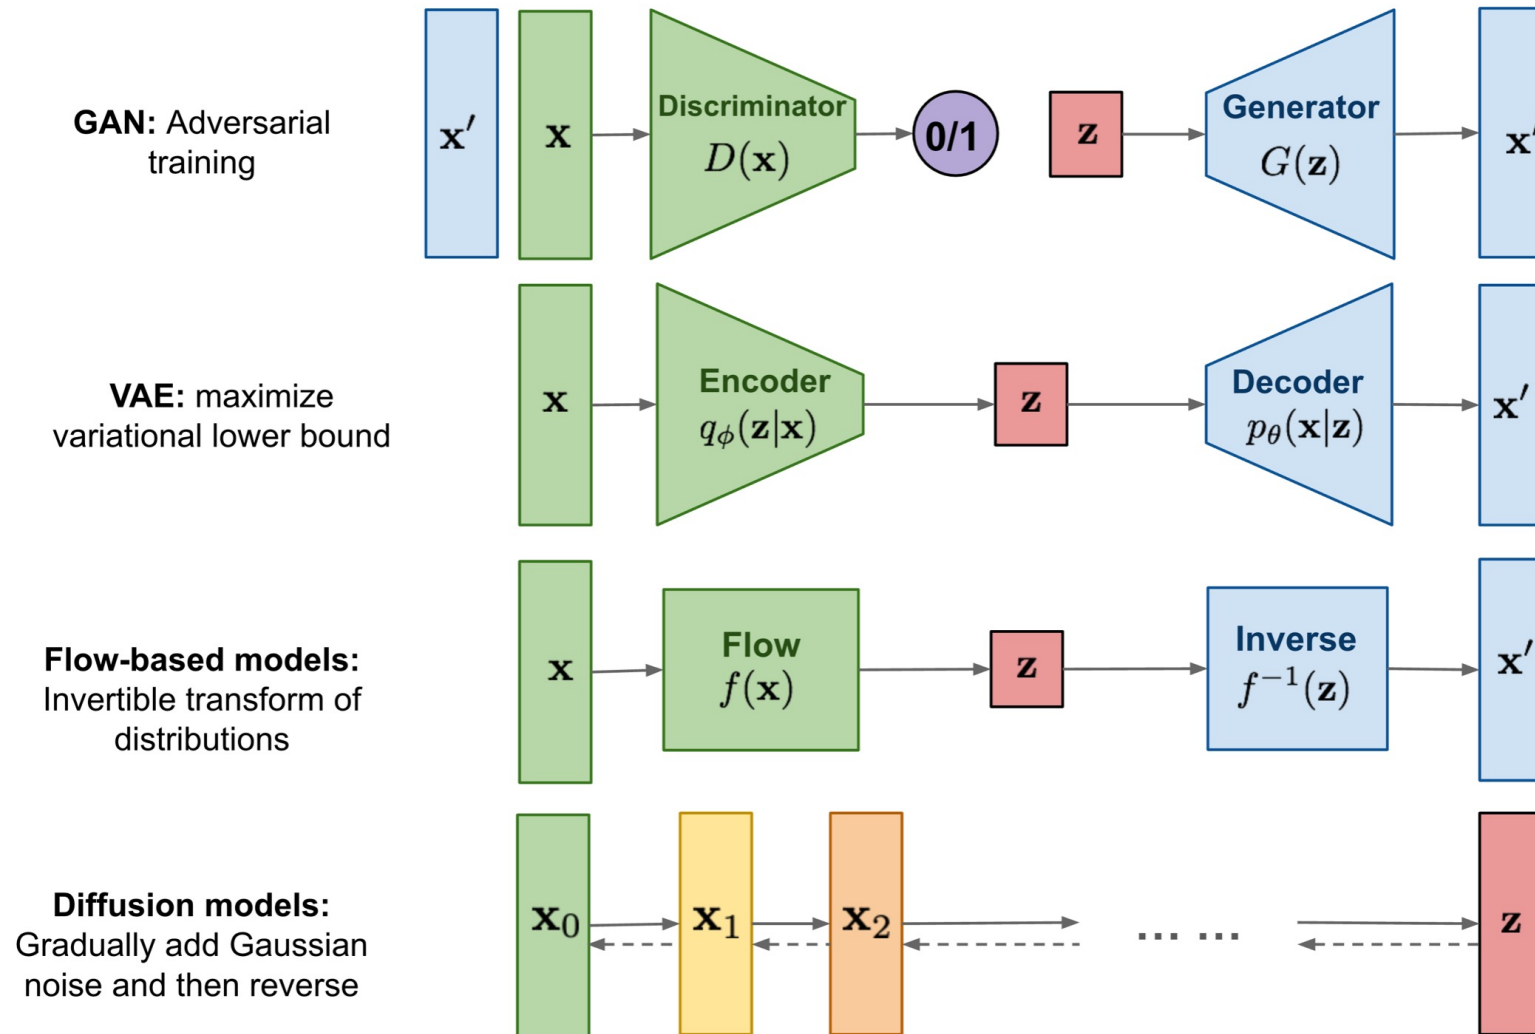 GAN: Adversarial
training
x′
x
Discriminator
D(x)
0/1
z
Generator
G(z)
x′
VAE: maximize
variational lower bound
x
Encoder
qϕ(z|x)
z
Decoder
pθ(x|z)
x′
Flow-based models:
Invertible transform of
distributions
x
Flow
f(x)
z
Inverse
f⁻¹(z)
x′
Diffusion models:
Gradually add Gaussian
noise and then reverse
x₀
x₁
x₂
... ...
z